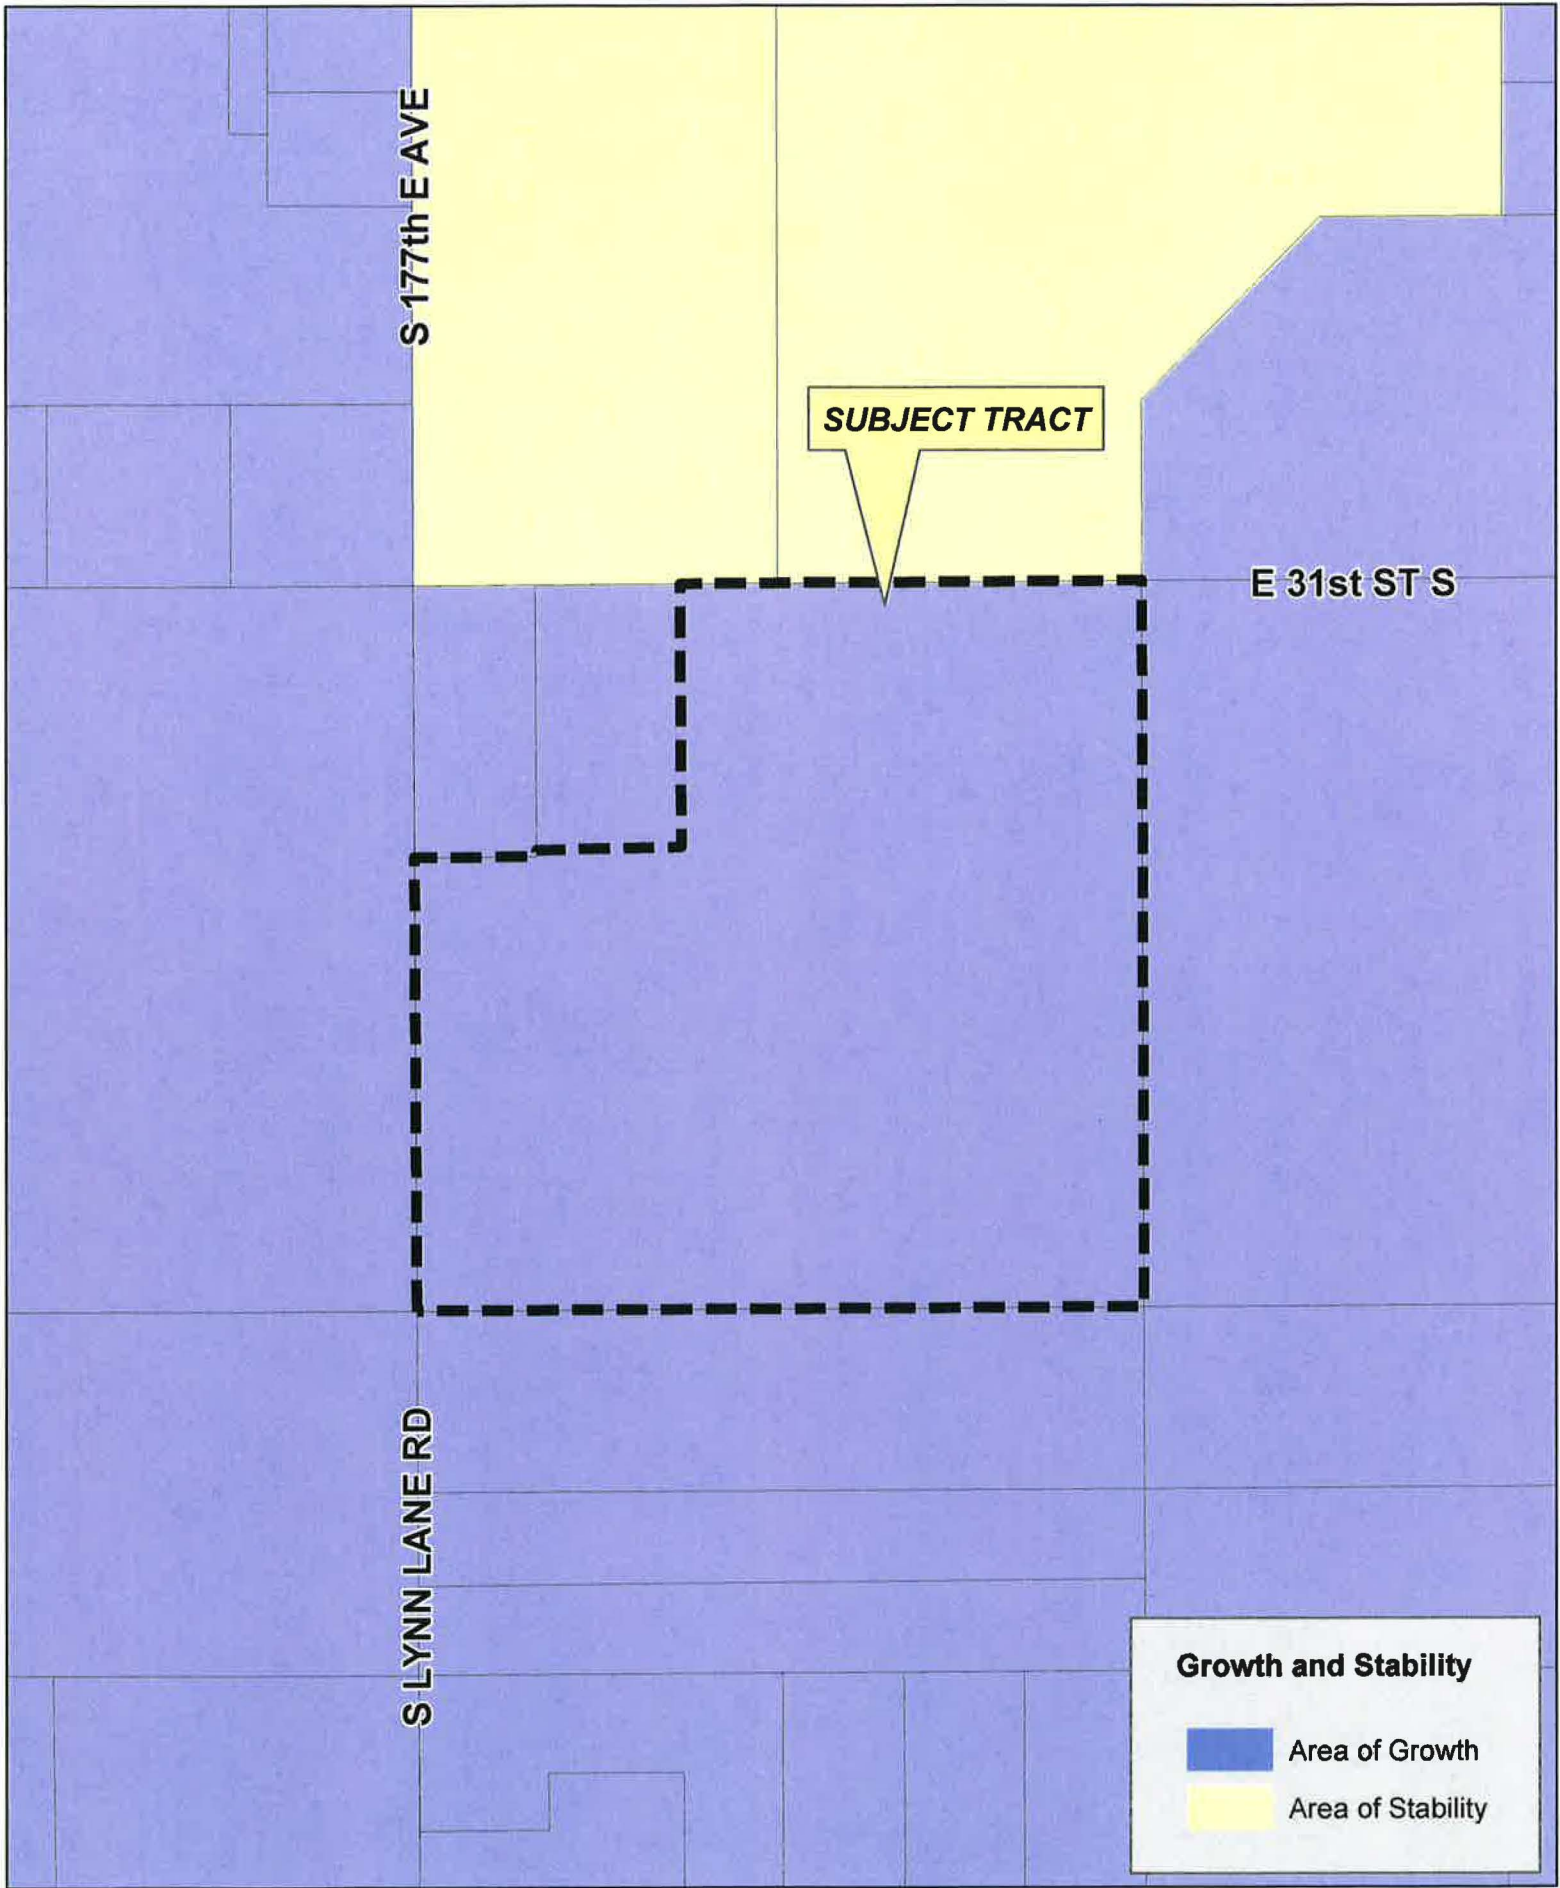 S 177th E AVE
SUBJECT TRACT
E 31st ST S
S LYNN LANE RD
Growth and Stability
Area of Growth
Area of Stability